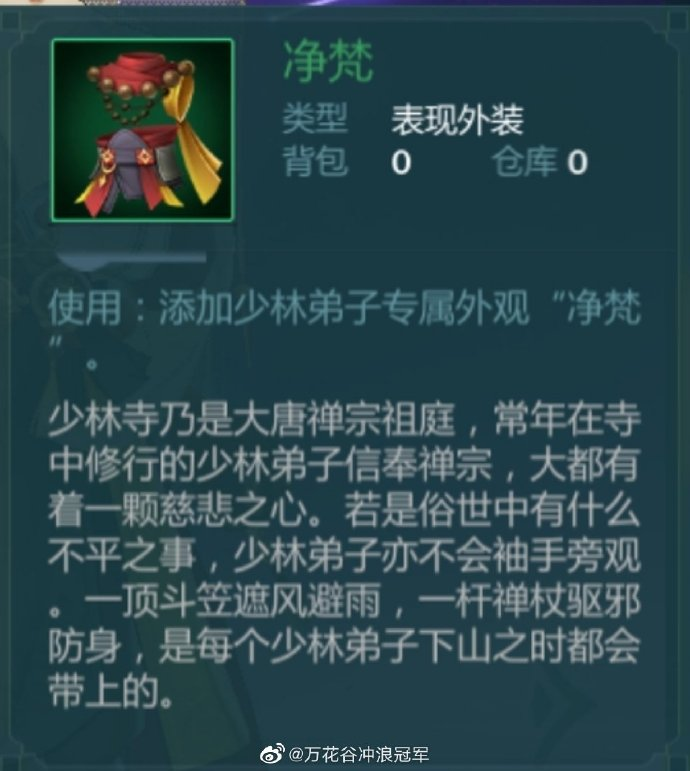 净梵
类型 表现外装
背包 0 仓库 0
使用：添加少林弟子专属外观“净梵
”。
少林寺乃是大唐禅宗祖庭，常年在寺
中修行的少林弟子信奉禅宗，大都有
着一颗慈悲之心。若是俗世中有什么
不平之事，少林弟子亦不会袖手旁观
。一顶斗笠遮风避雨，一杆禅杖驱邪
防身，是每个少林弟子下山之时都会
带上的。
@万花谷冲浪冠军